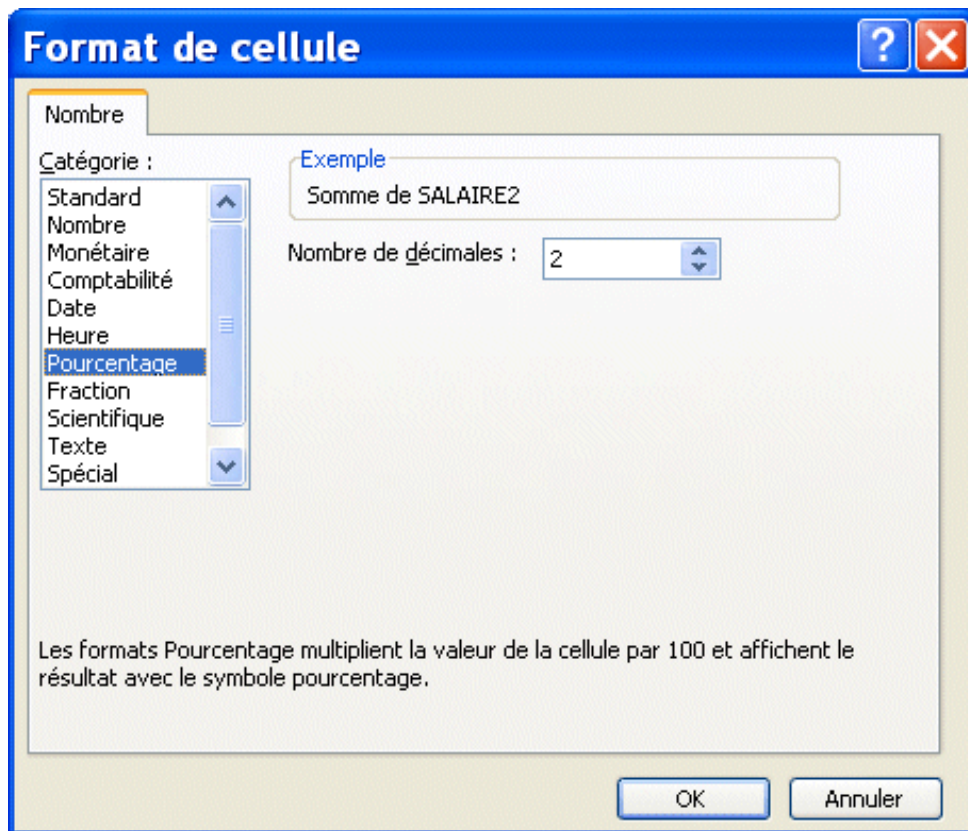 Format de cellule
?
Nombre
Catégorie :
Standard
Nombre
Monétaire
Comptabilité
Date
Heure
Pourcentage
Fraction
Scientifique
Texte
Spécial
Exemple
Somme de SALAIRE2
Nombre de décimales : 2
Les formats Pourcentage multiplient la valeur de la cellule par 100 et affichent le
résultat avec le symbole pourcentage.
OK Annuler